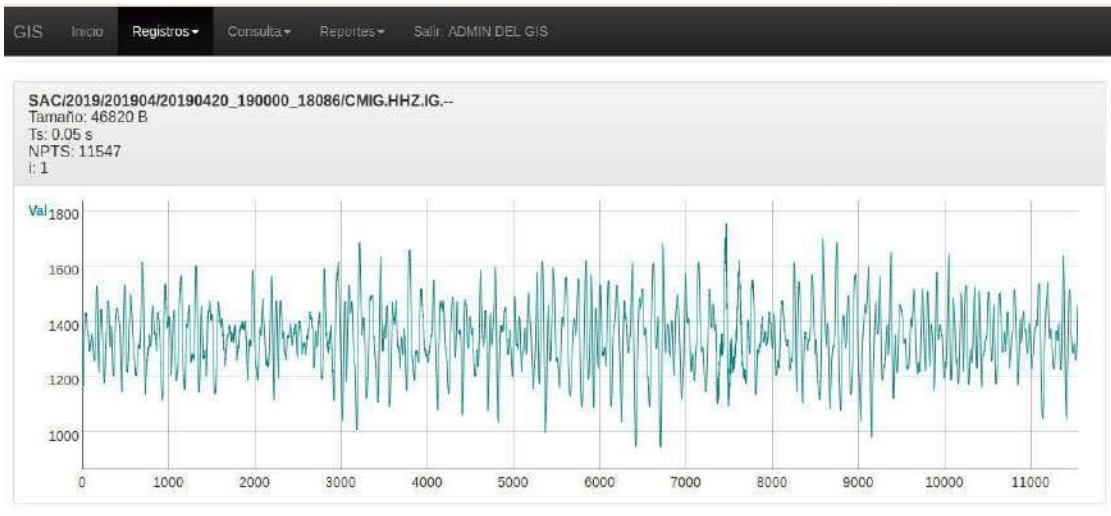 GIS Inicio Registros Consulta Reportes Salir: ADMIN DEL GIS
SAC/2019/201904/20190420_190000_18086/CMIG.HHZ.IG.--
Tamaño: 46820 B
Ts: 0.05 s
NPTS: 11547
i: 1
Val
1800
1600
1400
1200
1000
0 1000 2000 3000 4000 5000 6000 7000 8000 9000 10000 11000